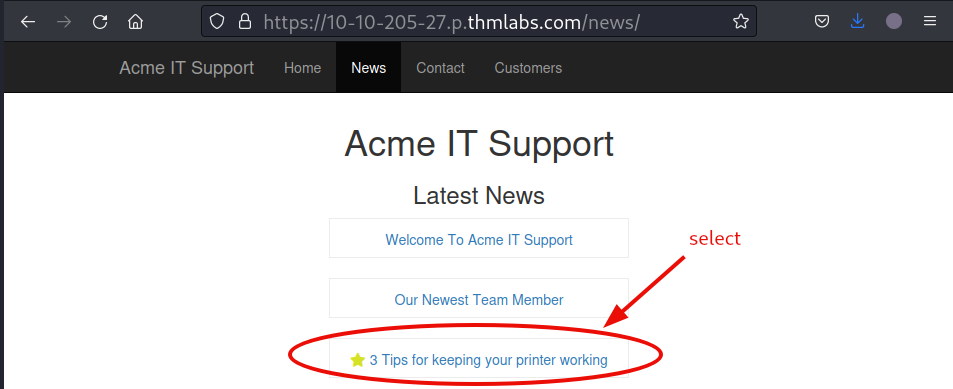 https://10-10-205-27.p.thmlabs.com/news/
Acme IT Support Home News Contact Customers
Acme IT Support
Latest News
Welcome To Acme IT Support
select
Our Newest Team Member
3 Tips for keeping your printer working